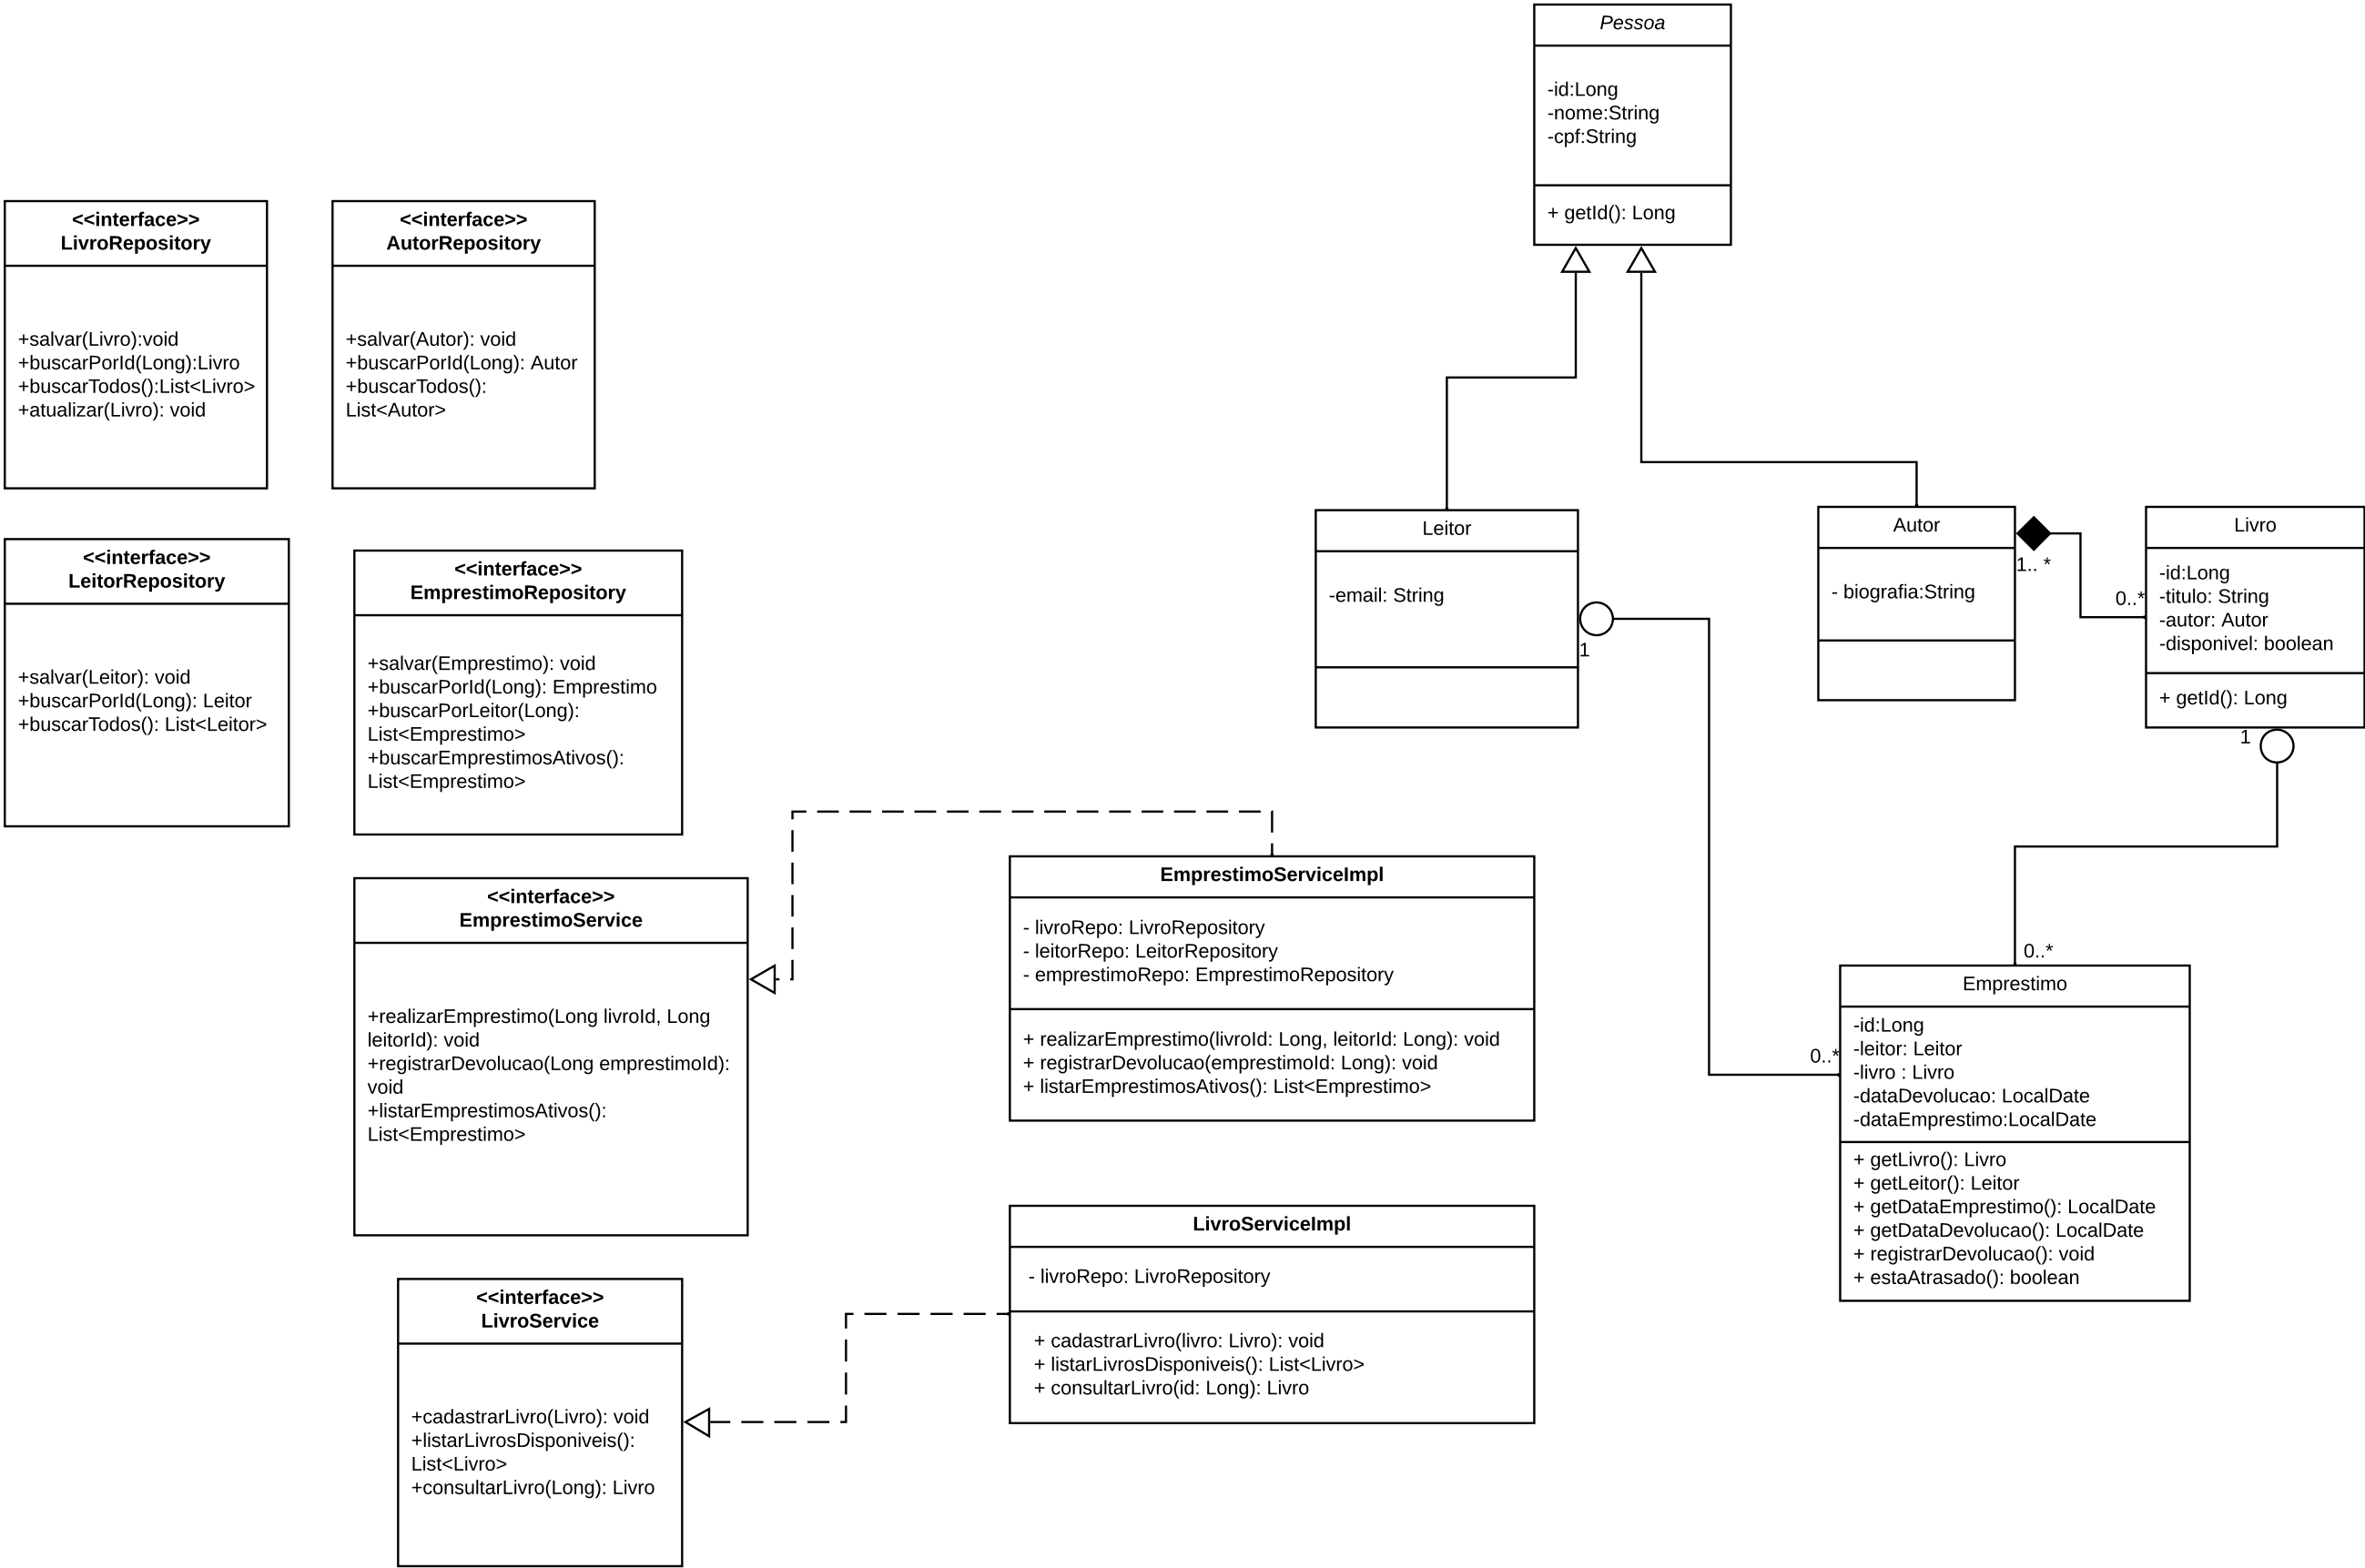 Pessoa
-id:Long
-nome:String
-cpf:String
+ getId(): Long
<<interface>>
LivroRepository
+salvar(Livro):void
+buscarPorId(Long):Livro
+buscarTodos():List<Livro>
+atualizar(Livro): void
<<interface>>
AutorRepository
+salvar(Autor): void
+buscarPorId(Long): Autor
+buscarTodos():
List<Autor>
<<interface>>
LeitorRepository
+salvar(Leitor): void
+buscarPorId(Long): Leitor
+buscarTodos(): List<Leitor>
<<interface>>
EmprestimoRepository
+salvar(Emprestimo): void
+buscarPorId(Long): Emprestimo
+buscarPorLeitor(Long):
List<Emprestimo>
+buscarEmprestimosAtivos():
List<Emprestimo>
Leitor
-email: String
1
Autor
- biografia:String
1.. *
0..*
Livro
-id:Long
-titulo: String
-autor: Autor
-disponivel: boolean
+ getId(): Long
1
0..*
<<interface>>
EmprestimoService
+realizarEmprestimo(Long livroId, Long
leitorId): void
+registrarDevolucao(Long emprestimoId):
void
+listarEmprestimosAtivos():
List<Emprestimo>
EmprestimoServiceImpl
- livroRepo: LivroRepository
- leitorRepo: LeitorRepository
- emprestimoRepo: EmprestimoRepository
+ realizarEmprestimo(livroId: Long, leitorId: Long): void
+ registrarDevolucao(emprestimoId: Long): void
+ listarEmprestimosAtivos(): List<Emprestimo>
0..*
Emprestimo
-id:Long
-leitor: Leitor
-livro : Livro
-dataDevolucao: LocalDate
-dataEmprestimo:LocalDate
+ getLivro(): Livro
+ getLeitor(): Leitor
+ getDataEmprestimo(): LocalDate
+ getDataDevolucao(): LocalDate
+ registrarDevolucao(): void
+ estaAtrasado(): boolean
<<interface>>
LivroService
+cadastrarLivro(Livro): void
+listarLivrosDisponiveis():
List<Livro>
+consultarLivro(Long): Livro
LivroServiceImpl
- livroRepo: LivroRepository
+ cadastrarLivro(livro: Livro): void
+ listarLivrosDisponiveis(): List<Livro>
+ consultarLivro(id: Long): Livro